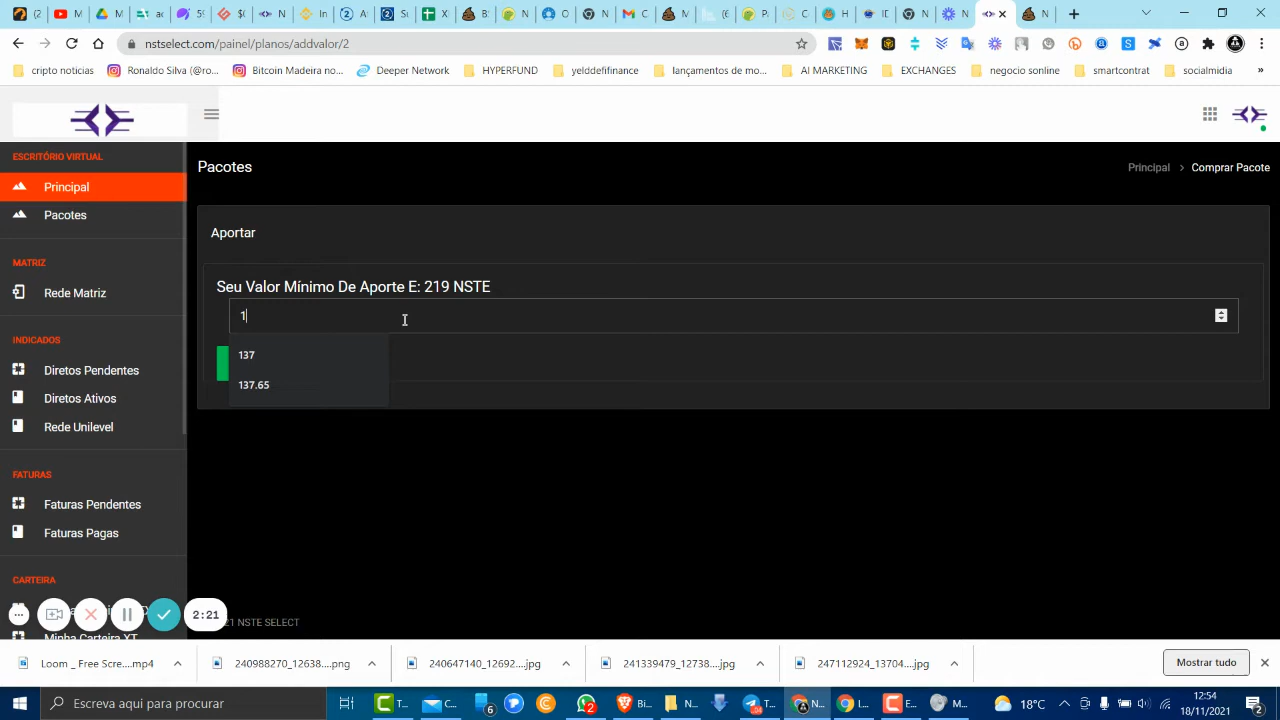 nstselect.com/painel/planos/addvalor/2
cripto noticias
Ronaldo Silva (@ro...
Bitcoin Madeira no...
Deeper Network
HYPERFUND
yelddefifinance
lançamentos de mo...
AI MARKETING
EXCHANGES
negocio sonline
smartcontrat
socialmidia
»
ESCRITÓRIO VIRTUAL
Principal
Pacotes
MATRIZ
Rede Matriz
INDICADOS
Diretos Pendentes
Diretos Ativos
Rede Unilevel
FATURAS
Faturas Pendentes
Faturas Pagas
CARTEIRA
Minha Carteira XT
2:21
Pacotes
Principal > Comprar Pacote
Aportar
Seu Valor Mínimo De Aporte E: 219 NSTE
1
137
137.65
21 NSTE SELECT
Loom _ Free Scre....mp4
240988270_12638....png
240647140_12692....jpg
241339479_12738....jpg
247112924_13704....jpg
Mostrar tudo
Escreva aqui para procurar
6
2
04
18°C
12:54
18/11/2021